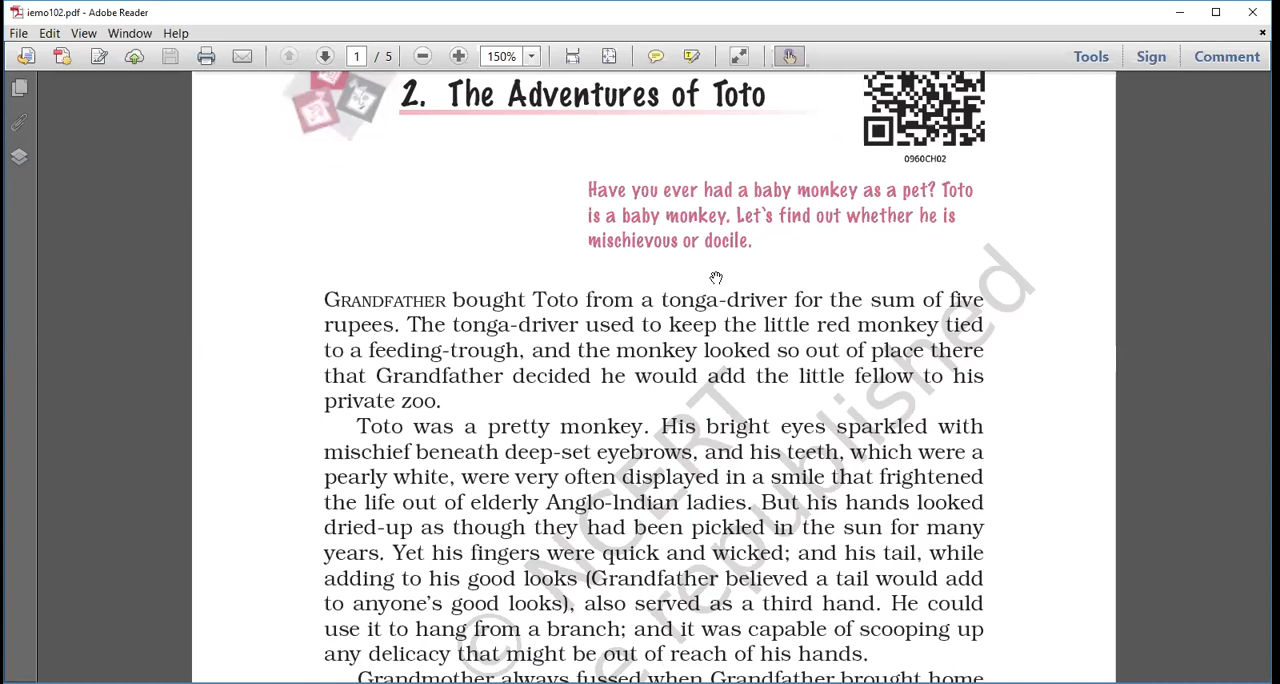 iemo102.pdf - Adobe Reader
File Edit View Window Help
1 / 5 150% Tools Sign Comment
2. The Adventures of Toto
0960CH02
Have you ever had a baby monkey as a pet? Toto
is a baby monkey. Let's find out whether he is
mischievous or docile.
GRANDFATHER bought Toto from a tonga-driver for the sum of five
rupees. The tonga-driver used to keep the little red monkey tied
to a feeding-trough, and the monkey looked so out of place there
that Grandfather decided he would add the little fellow to his
private zoo.
Toto was a pretty monkey. His bright eyes sparkled with
mischief beneath deep-set eyebrows, and his teeth, which were a
pearly white, were very often displayed in a smile that frightened
the life out of elderly Anglo-Indian ladies. But his hands looked
dried-up as though they had been pickled in the sun for many
years. Yet his fingers were quick and wicked; and his tail, while
adding to his good looks (Grandfather believed a tail would add
to anyone's good looks), also served as a third hand. He could
use it to hang from a branch; and it was capable of scooping up
any delicacy that might be out of reach of his hands.
Grandmother always fussed when Grandfather brought home
© NCERT
e republished